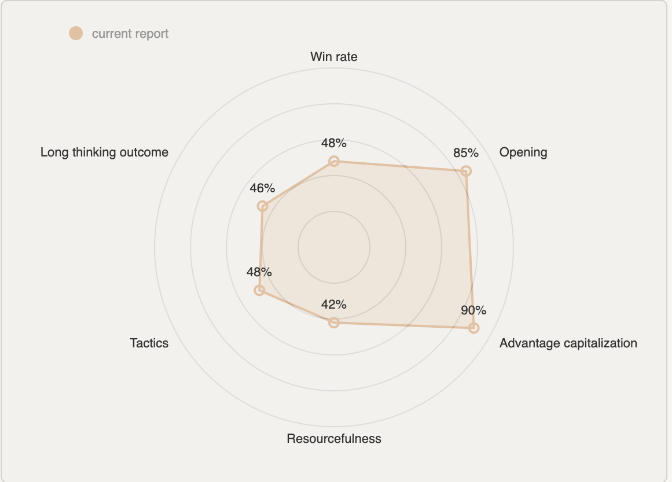 current report
Win rate
48%
Long thinking outcome
85%
Opening
46%
48%
42%
90%
Tactics
Advantage capitalization
Resourcefulness